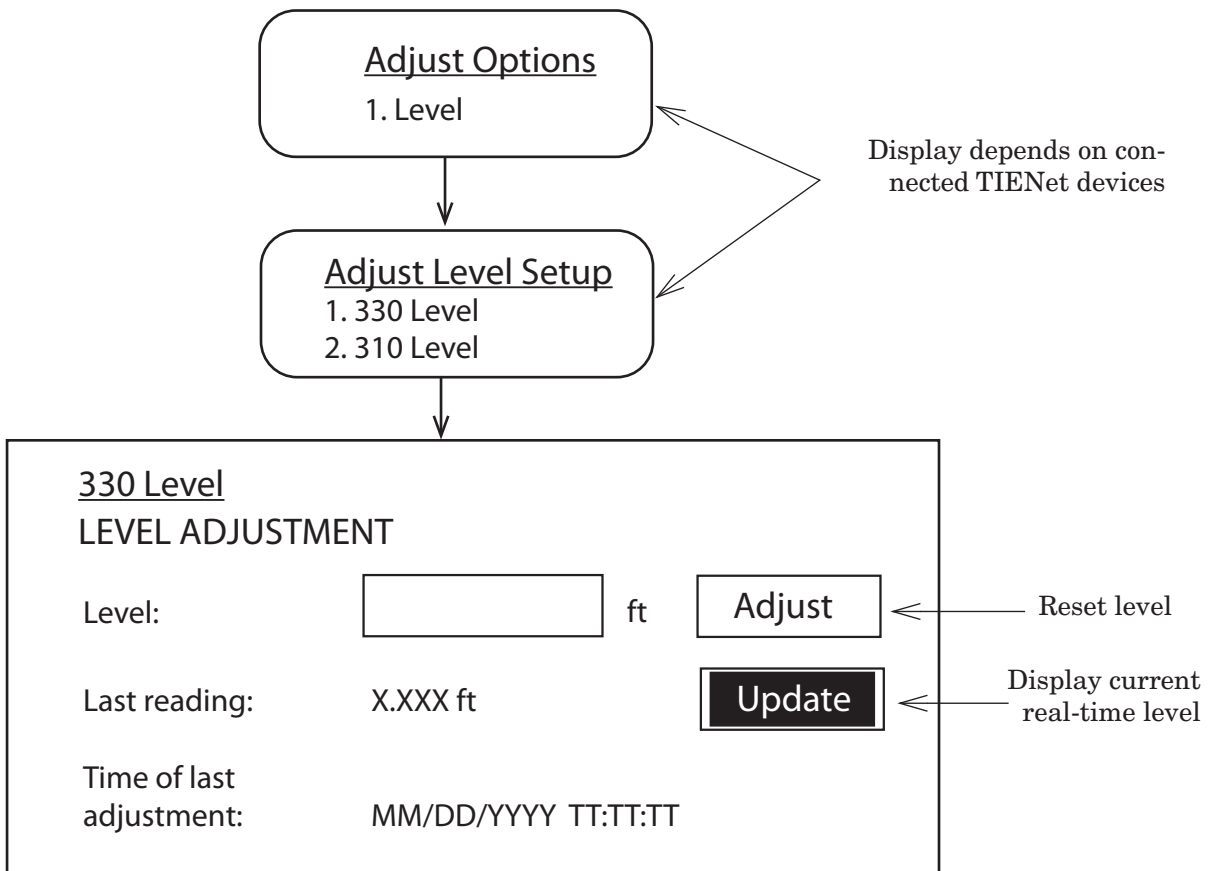 Adjust Options
1. Level
Display depends on con-
nected TIENet devices
Adjust Level Setup
1. 330 Level
2. 310 Level
330 Level
LEVEL ADJUSTMENT
Level: ft Adjust
Reset level
Last reading: X.XXX ft Update
Display current
real-time level
Time of last
adjustment: MM/DD/YYYY TT:TT:TT